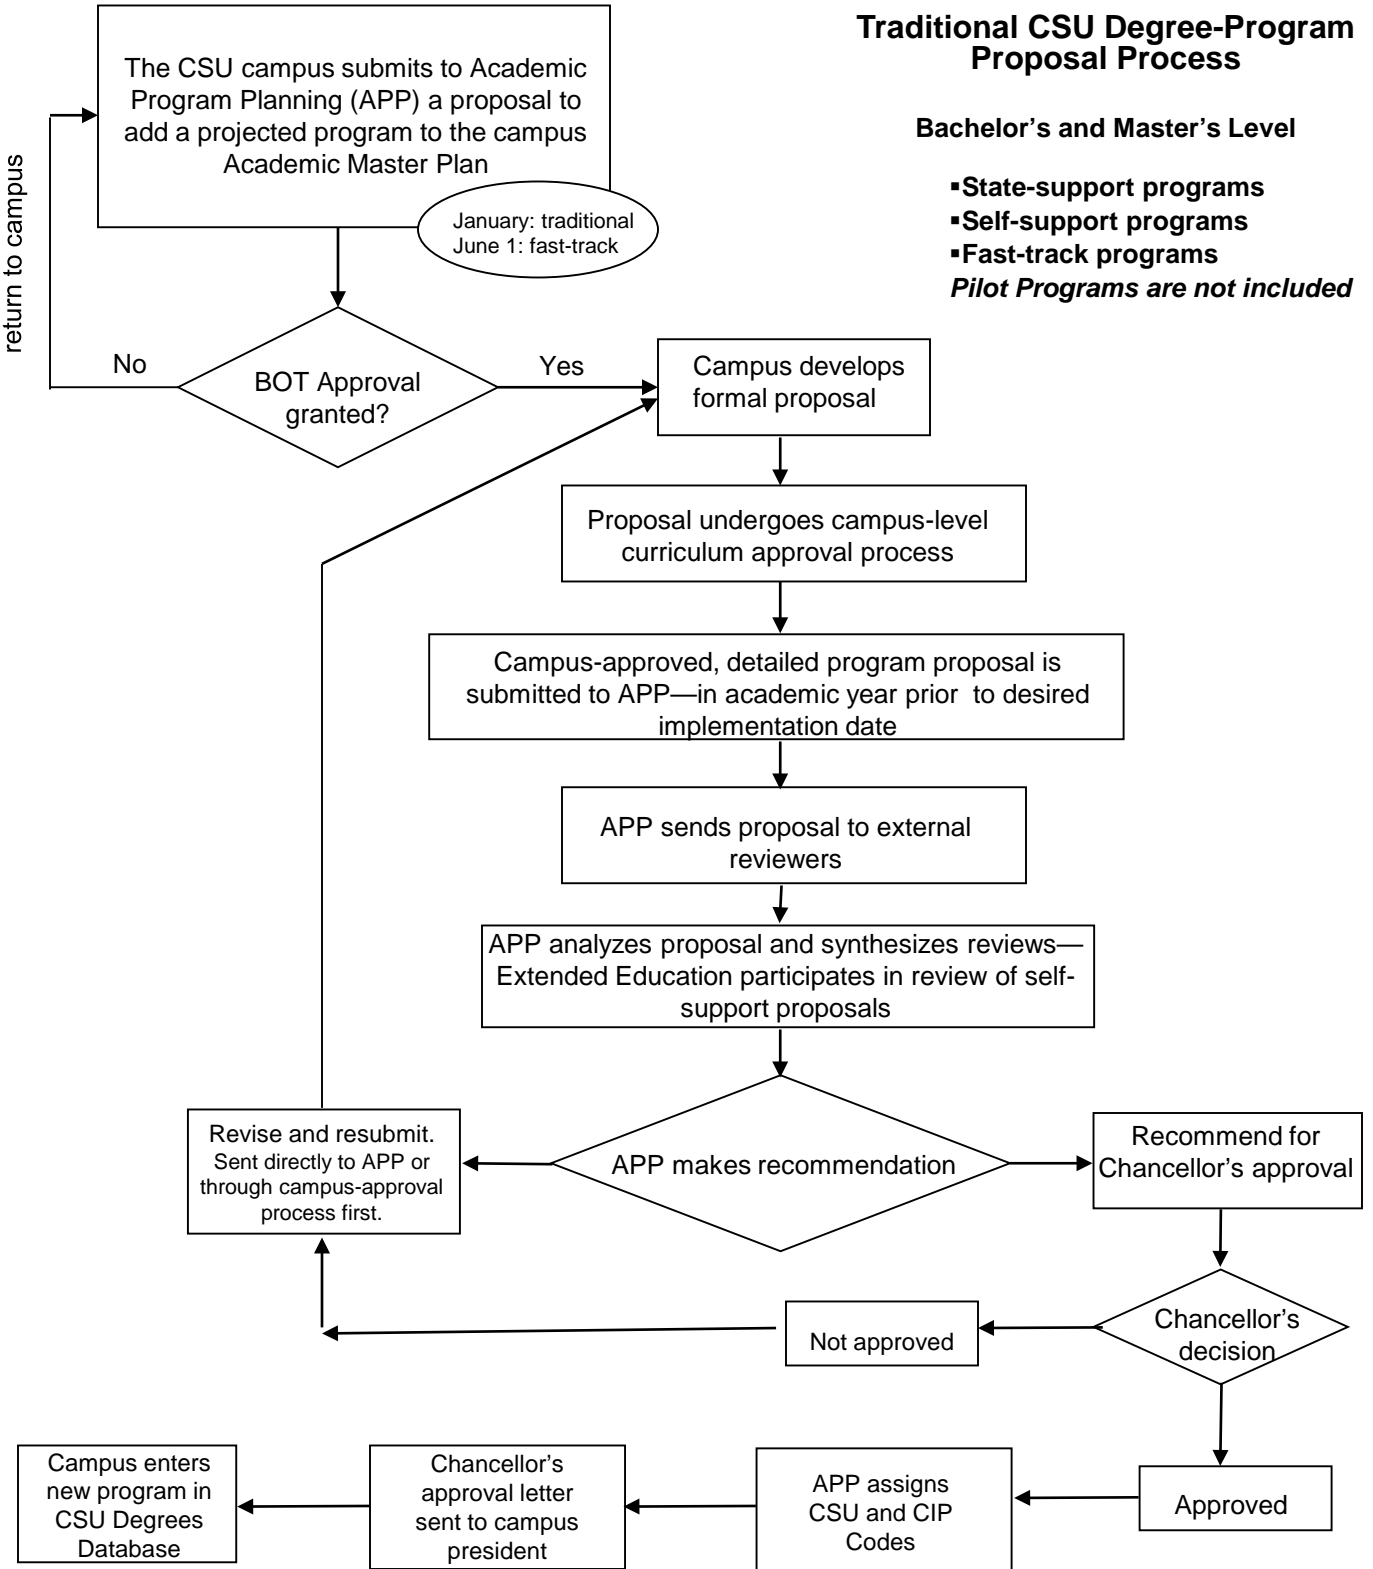 Traditional CSU Degree-Program
Proposal Process
Bachelor’s and Master’s Level
▪State-support programs
▪Self-support programs
▪Fast-track programs
Pilot Programs are not included
The CSU campus submits to Academic
Program Planning (APP) a proposal to
add a projected program to the campus
Academic Master Plan
January: traditional
June 1: fast-track
return to campus
No
BOT Approval
granted?
Yes
Campus develops
formal proposal
Proposal undergoes campus-level
curriculum approval process
Campus-approved, detailed program proposal is
submitted to APP—in academic year prior  to desired
implementation date
APP sends proposal to external
reviewers
APP analyzes proposal and synthesizes reviews—
Extended Education participates in review of self-
support proposals
APP makes recommendation
Revise and resubmit.
Sent directly to APP or
through campus-approval
process first.
Recommend for
Chancellor’s approval
Chancellor’s
decision
Not approved
Approved
APP assigns
CSU and CIP
Codes
Chancellor’s
approval letter
sent to campus
president
Campus enters
new program in
CSU Degrees
Database